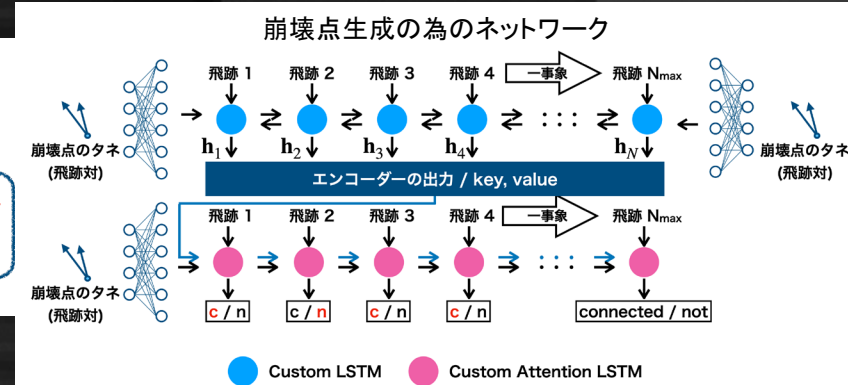 崩壊点生成の為のネットワーク
飛跡 1 飛跡 2 飛跡 3 飛跡 4 一事象 飛跡 Nmax
崩壊点のタネ
(飛跡対)
h1 h2 h3 h4 hN
崩壊点のタネ
(飛跡対)
エンコーダーの出力 / key, value
飛跡 1 飛跡 2 飛跡 3 飛跡 4 一事象 飛跡 Nmax
崩壊点のタネ
(飛跡対)
c / n c / n c / n c / n connected / not
Custom LSTM Custom Attention LSTM